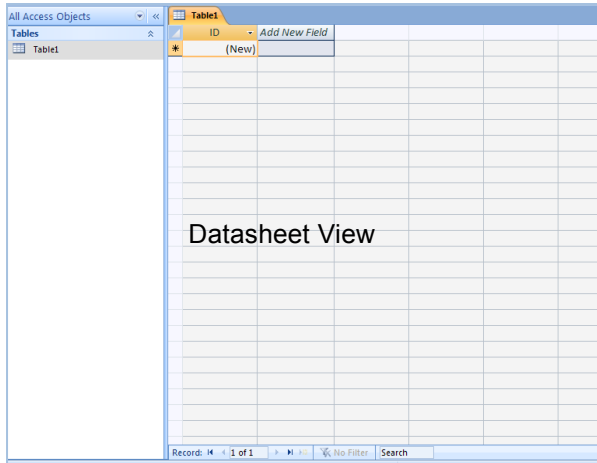 All Access Objects
Table1
Tables
ID Add New Field
Table1
* (New)
Datasheet View
Record: 1 of 1 No Filter Search